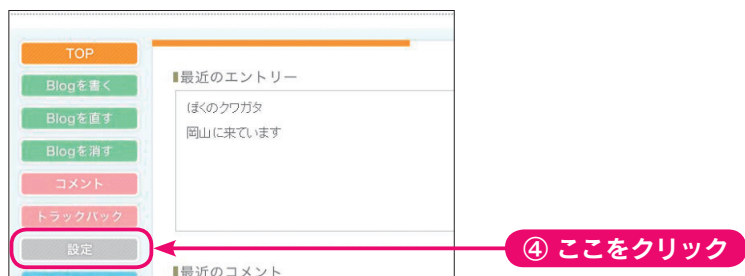 TOP
Blogを書く
Blogを直す
Blogを消す
コメント
トラックバック
設定
最近のエントリー
ぼくのクワガタ
岡山に来ています
最近のコメント
④ ここをクリック